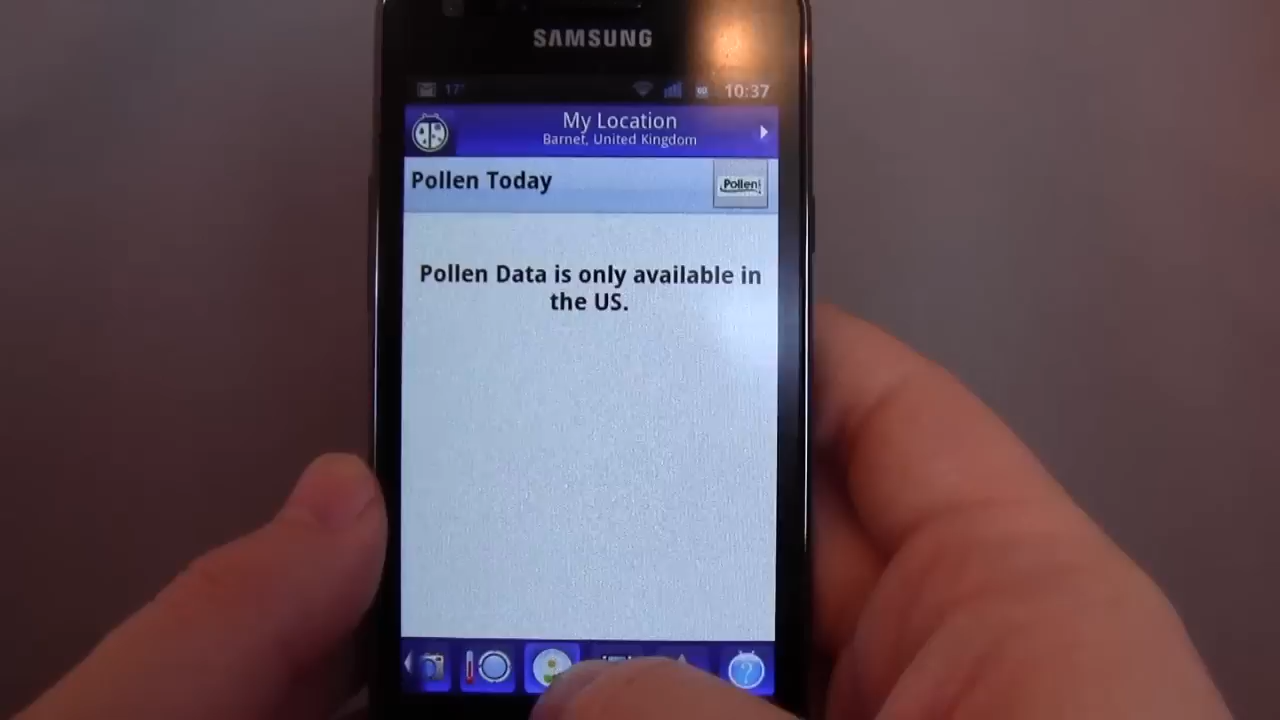 SAMSUNG
17°
10:37
My Location
Barnet, United Kingdom
Pollen Today
Pollen
Pollen Data is only available in
the US.
?